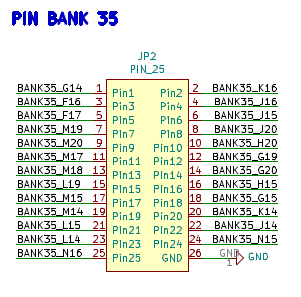 PIN BANK 35
JP2
PIN_25
BANK35_G14 1 Pin1 Pin2 2 BANK35_K16
BANK35_F16 3 Pin3 Pin4 4 BANK35_J16
BANK35_F17 5 Pin5 Pin6 6 BANK35_J15
BANK35_M19 7 Pin7 Pin8 8 BANK35_J20
BANK35_M20 9 Pin9 Pin10 10 BANK35_H20
BANK35_M17 11 Pin11 Pin12 12 BANK35_G19
BANK35_M18 13 Pin13 Pin14 14 BANK35_G20
BANK35_L19 15 Pin15 Pin16 16 BANK35_H15
BANK35_M15 17 Pin17 Pin18 18 BANK35_G15
BANK35_M14 19 Pin19 Pin20 20 BANK35_K14
BANK35_L15 21 Pin21 Pin22 22 BANK35_J14
BANK35_L14 23 Pin23 Pin24 24 BANK35_N15
BANK35_N16 25 Pin25 GND 26 GND 1 GND